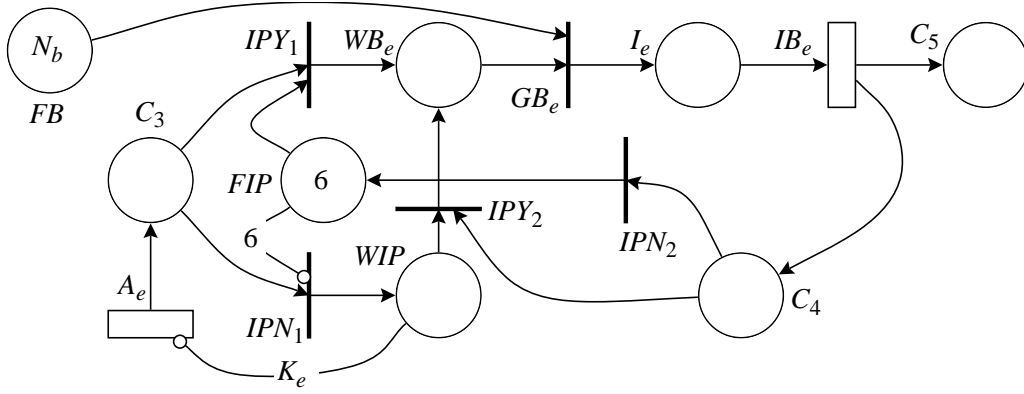 N_b
FB
IPY_1
WB_e
GB_e
I_e
IB_e
C_5
C_3
FIP
6
6
IPY_2
IPN_2
WIP
A_e
IPN_1
C_4
K_e